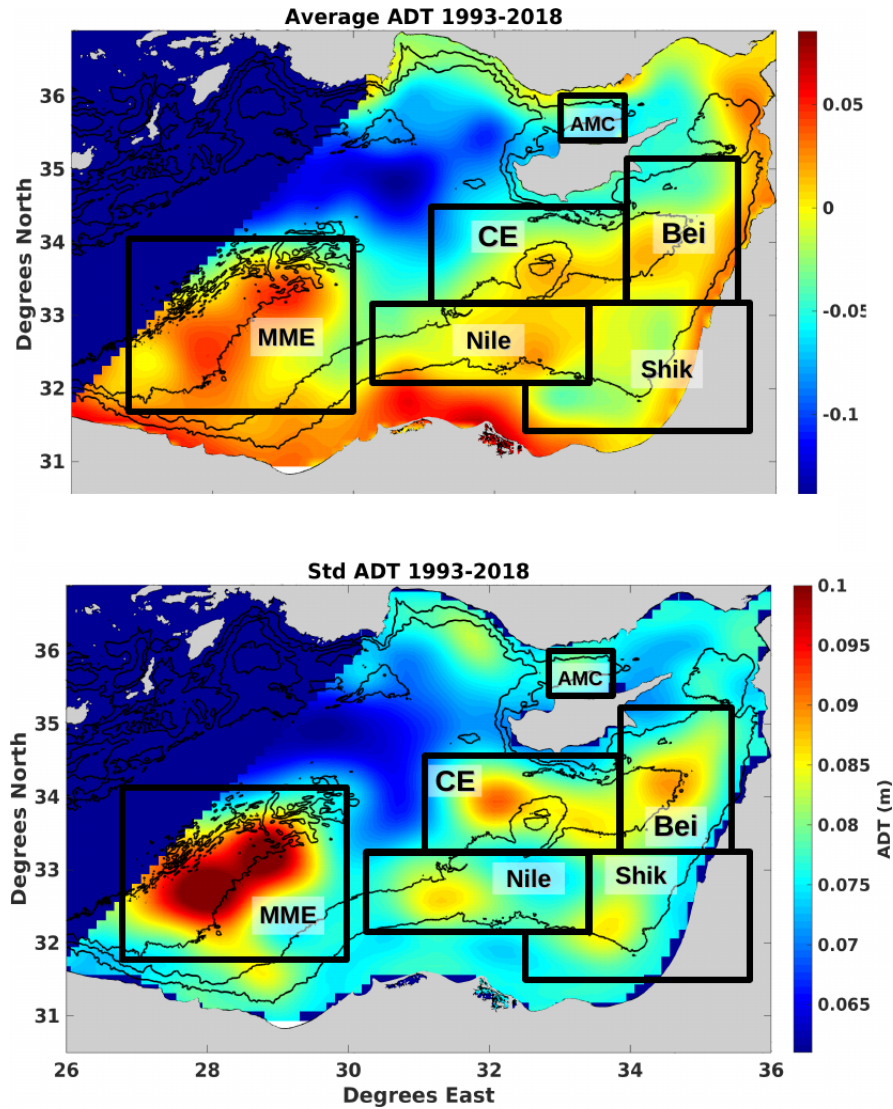 Average ADT 1993-2018
Degrees North
36
35
34
33
32
31
AMC
CE
Bei
MME
Nile
Shik
0.05
0
-0.05
-0.1
Std ADT 1993-2018
Degrees North
36
35
34
33
32
31
AMC
CE
Bei
Nile
Shik
MME
26
28
30
32
34
36
Degrees East
0.1
0.095
0.09
0.085
0.08
0.075
0.07
0.065
ADT (m)